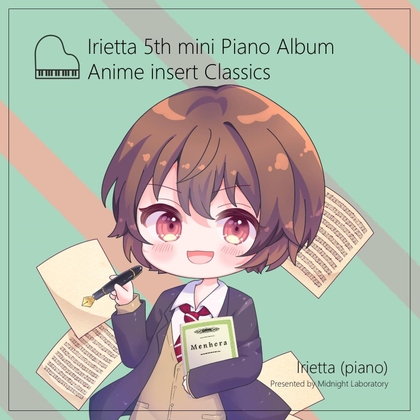 Irietta 5th mini Piano Album
Anime insert Classics
Menhera
Irietta (piano)
Presented by Midnight Laboratory